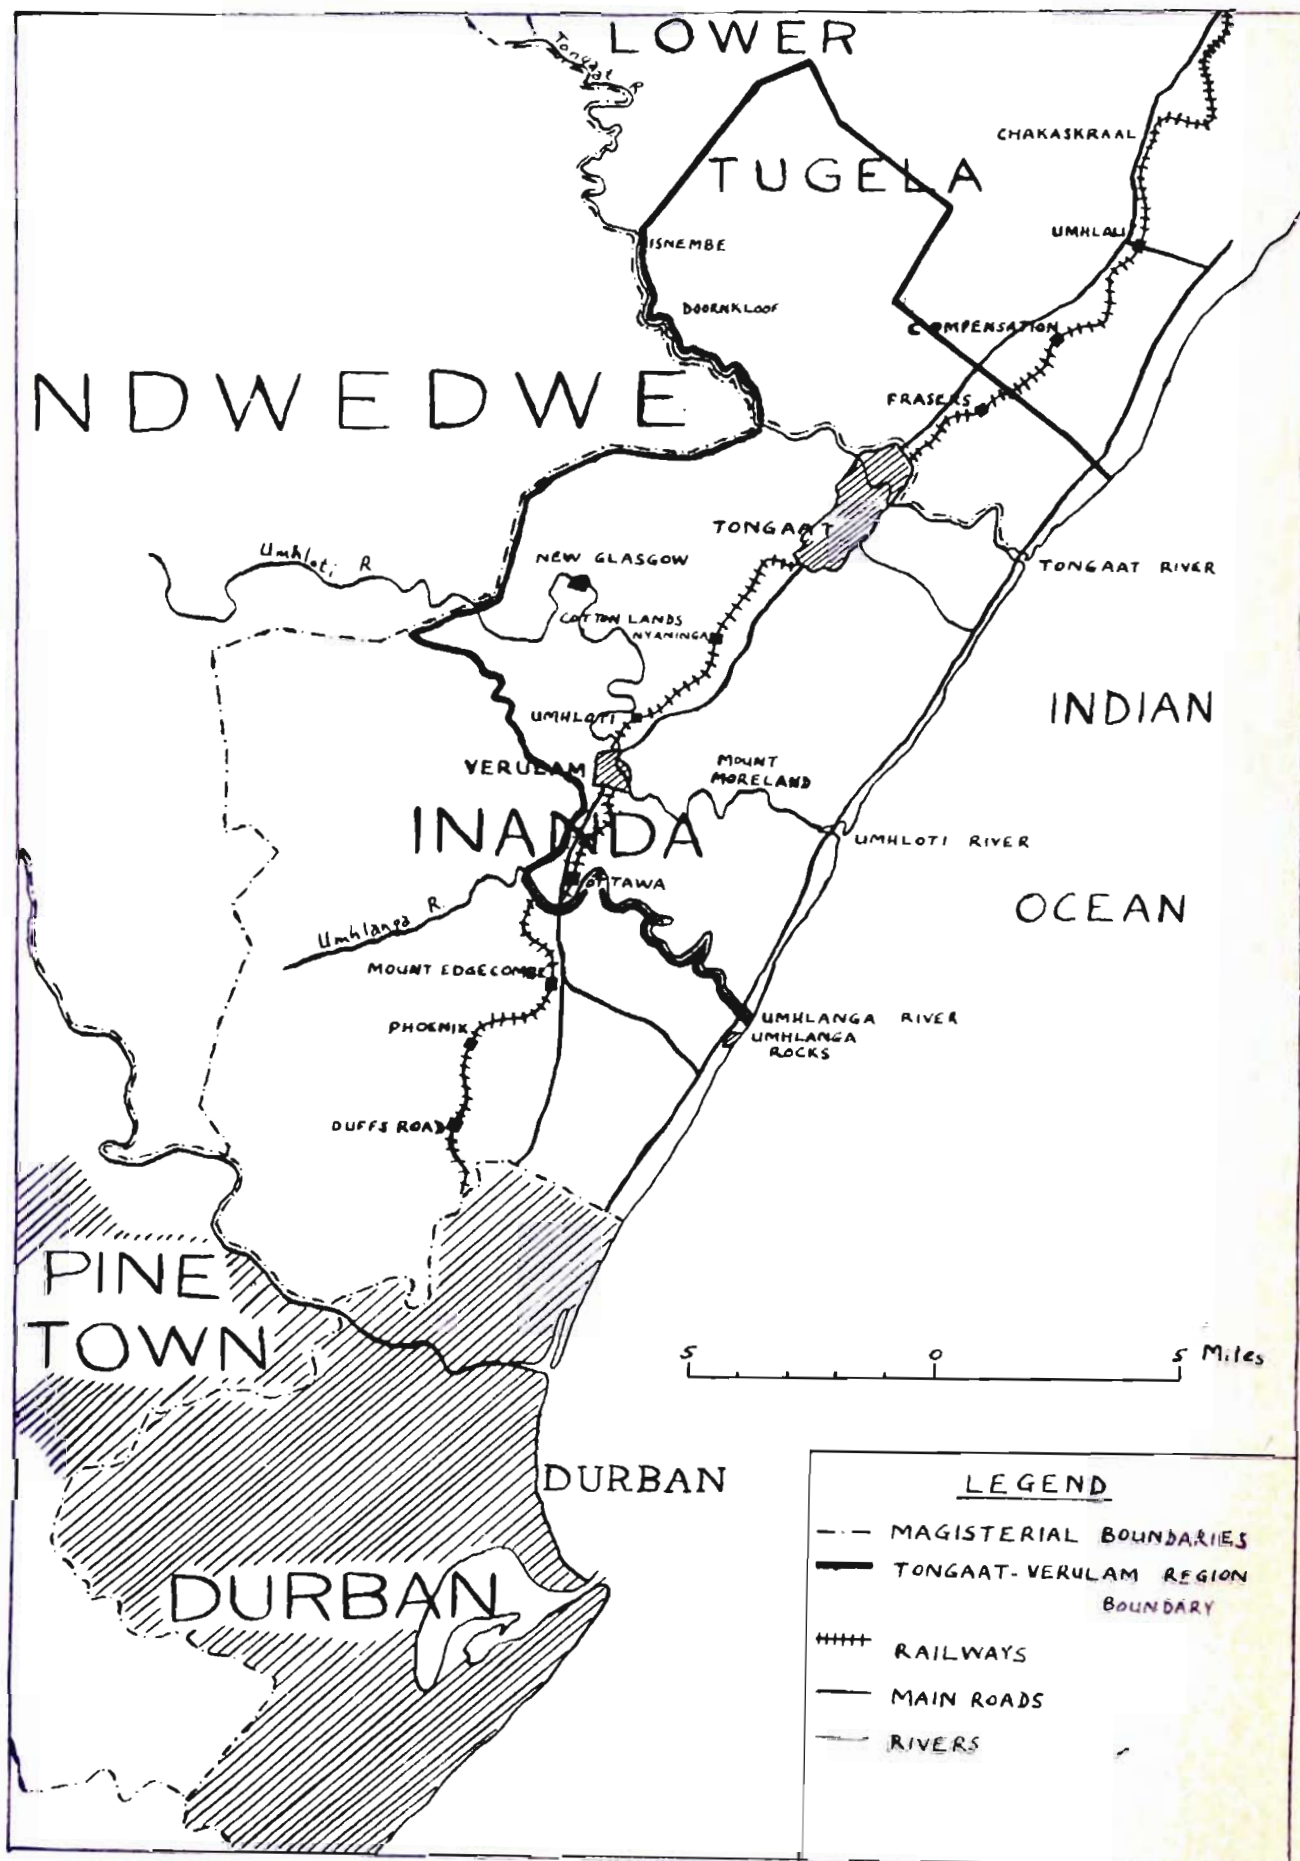 LOWER
Tongaat R
TUGELA
CHAKASKRAAL
UMHLALI
ISNEMBE
DOORNKLOOF
COMPENSATION
NDWEDWE
FRASERS
TONGAAT
Umhloti R
NEW GLASGOW
TONGAAT RIVER
COTTON LANDS
NYANINGA
INDIAN
UMHLOTI
VERULAM
MOUNT
MORELAND
INANDA
UMHLOTI RIVER
OTTAWA
OCEAN
Umhlanga R.
MOUNT EDGECOMBE
UMHLANGA RIVER
PHOENIX
UMHLANGA
ROCKS
DUFFS ROAD
PINE
TOWN
5 0 5 Miles
DURBAN
DURBAN
LEGEND
MAGISTERIAL BOUNDARIES
TONGAAT-VERULAM REGION
BOUNDARY
RAILWAYS
MAIN ROADS
RIVERS